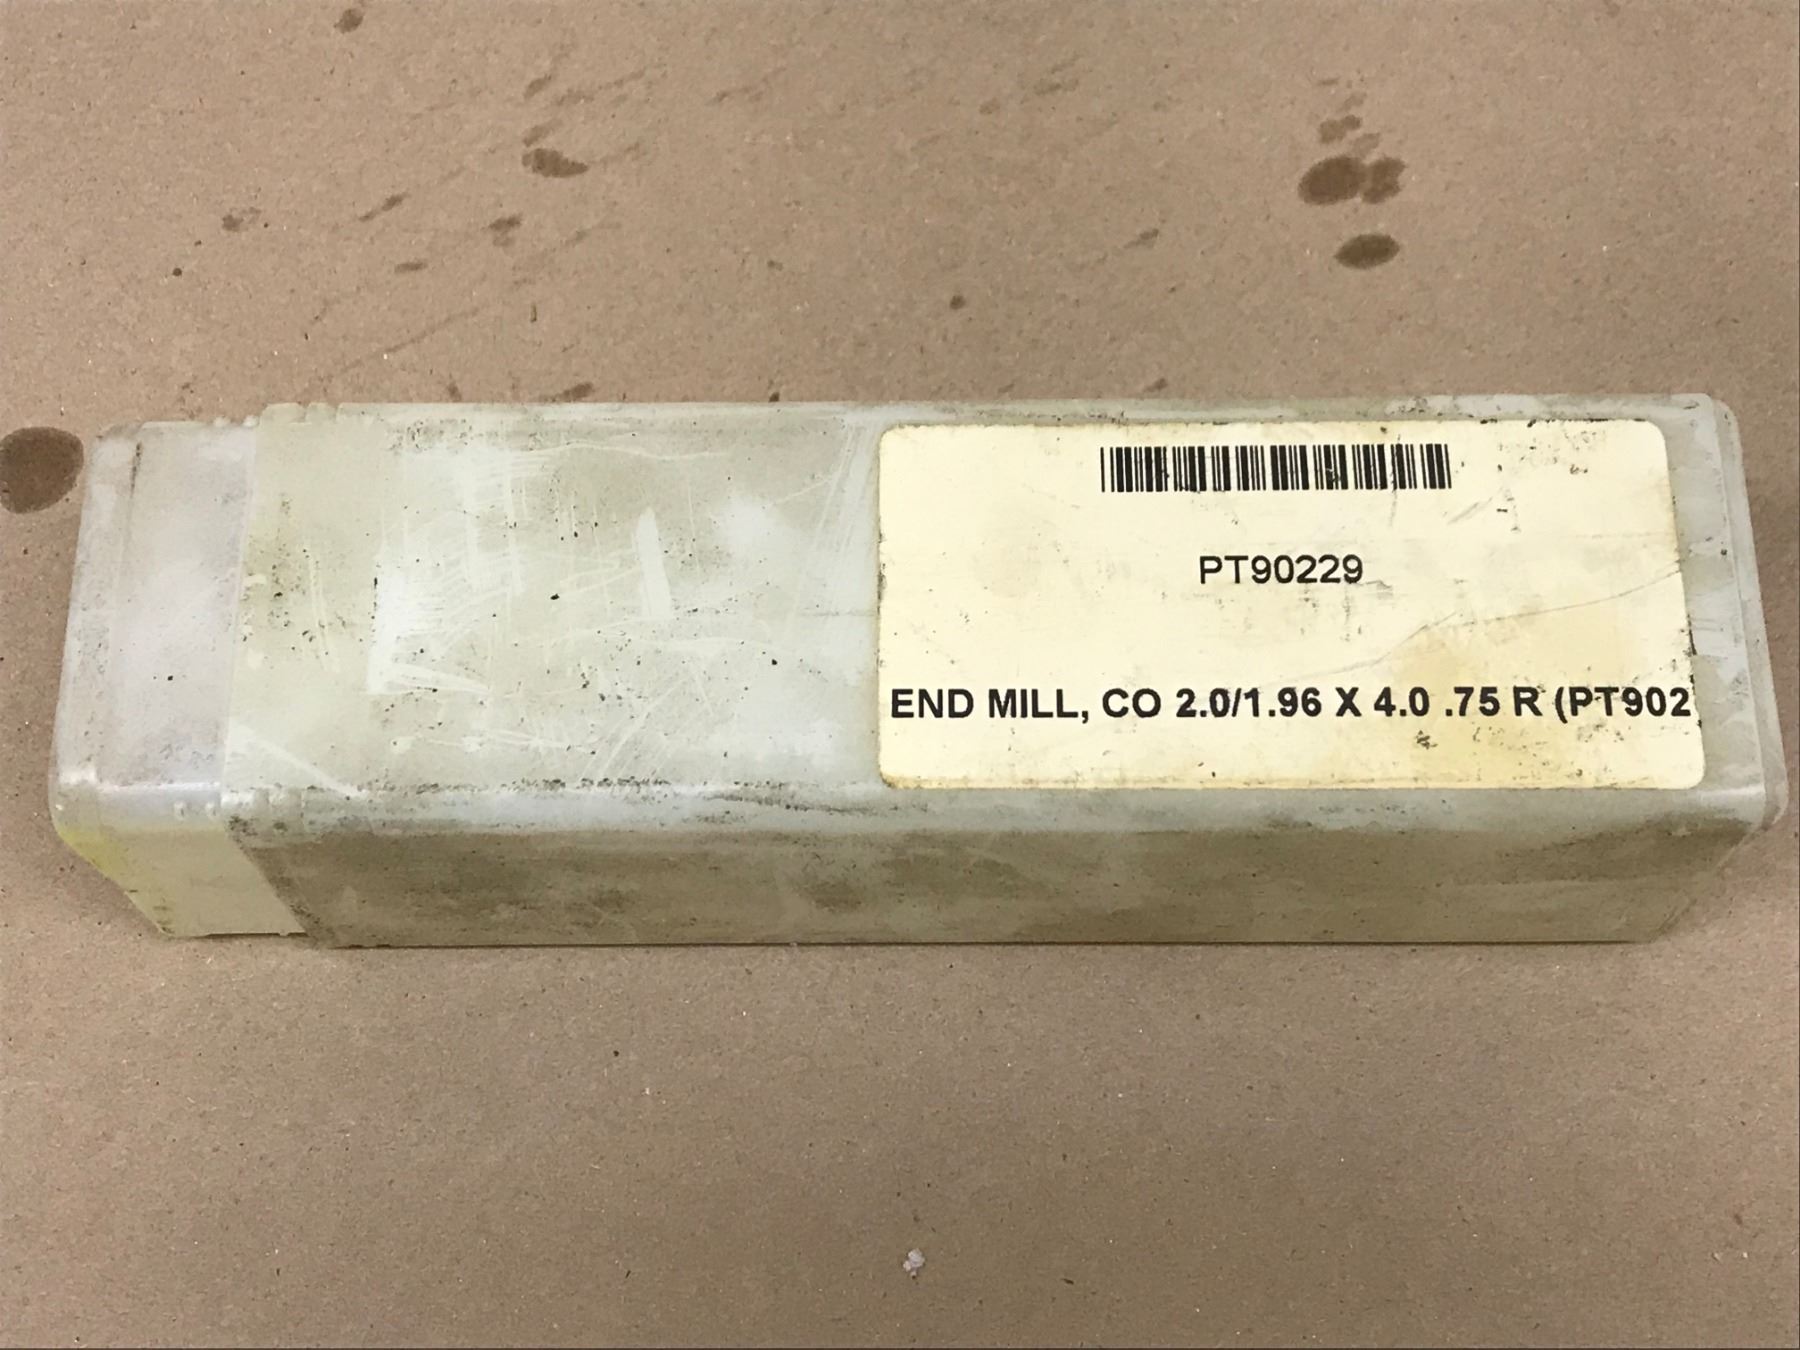 PT90229
END MILL, CO 2.0/1.96 X 4.0 .75 R (PT902